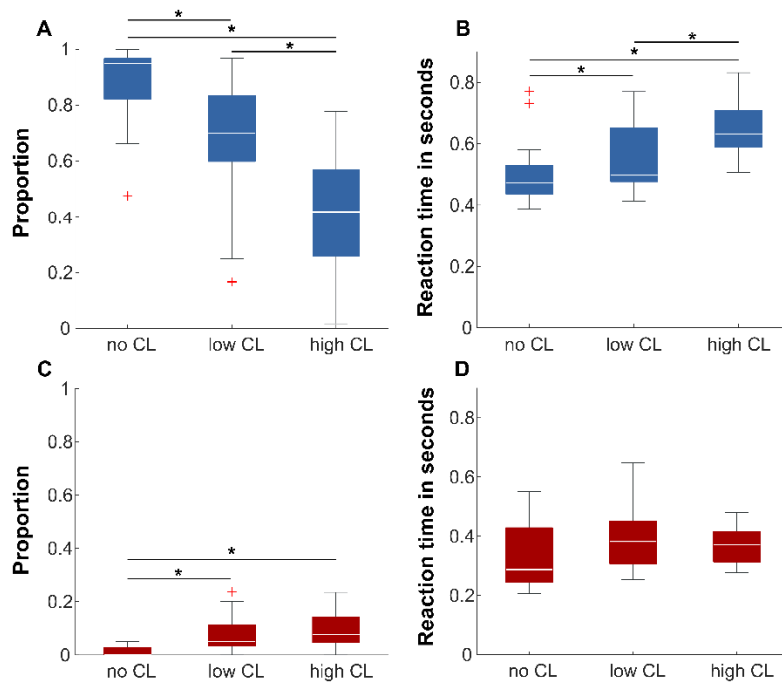 A
*
*
*
1
0.8
0.6
0.4
0.2
0
Proportion
no CL
low CL
high CL
B
*
*
*
0.8
0.6
0.4
0.2
0
Reaction time in seconds
no CL
low CL
high CL
C
*
*
1
0.8
0.6
0.4
0.2
0
Proportion
no CL
low CL
high CL
D
0.8
0.6
0.4
0.2
0
Reaction time in seconds
no CL
low CL
high CL